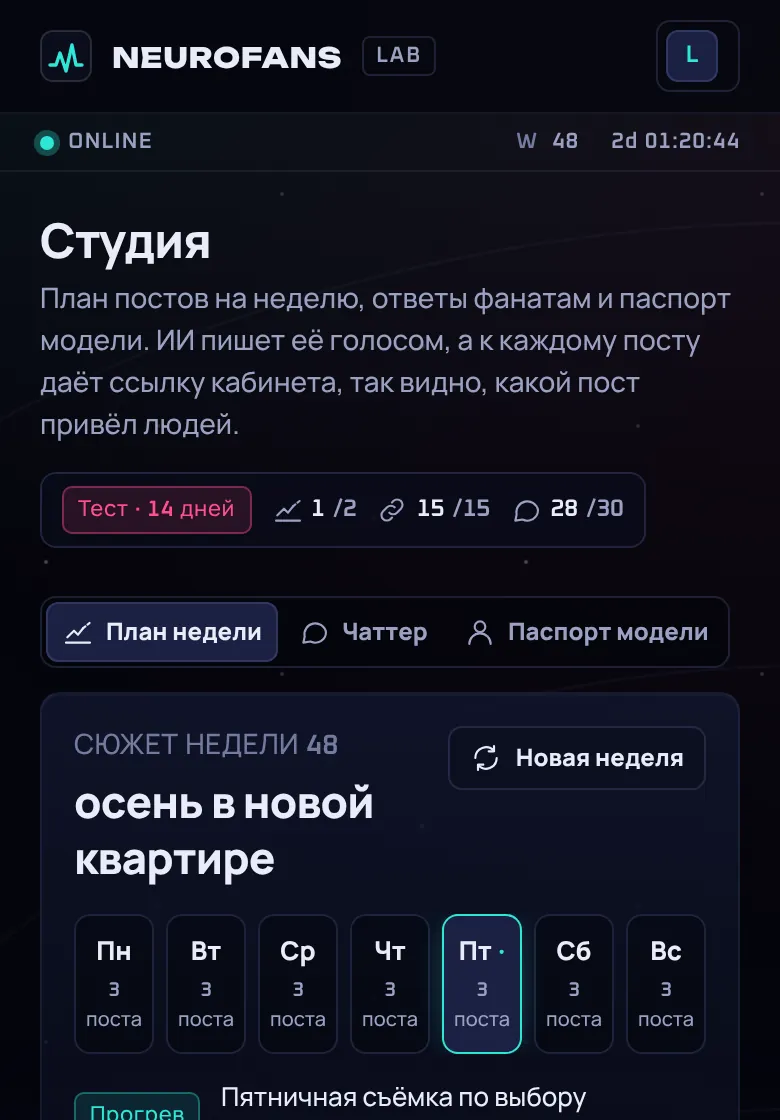 NEUROFANS LAB L
ONLINE W 48 2d 01:20:44
Студия
План постов на неделю, ответы фанатам и паспорт
модели. ИИ пишет её голосом, а к каждому посту
даёт ссылку кабинета, так видно, какой пост
привёл людей.
Тест · 14 дней 1 /2 15 /15 28 /30
План недели Чаттер Паспорт модели
СЮЖЕТ НЕДЕЛИ 48 Новая неделя
осень в новой
квартире
Пн Вт Ср Чт Пт · Сб Вс
3 3 3 3 3 3 3
поста поста поста поста поста поста поста
Прогрев Пятничная съёмка по выбору